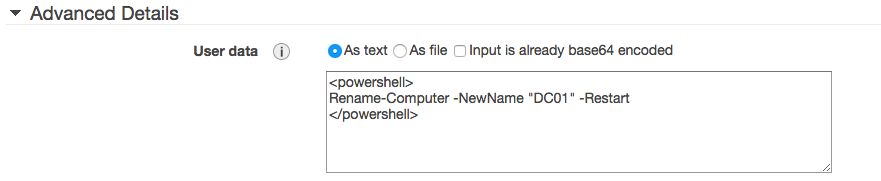 Advanced Details
User data i As text As file Input is already base64 encoded
<powershell>
Rename-Computer -NewName "DC01" -Restart
</powershell>